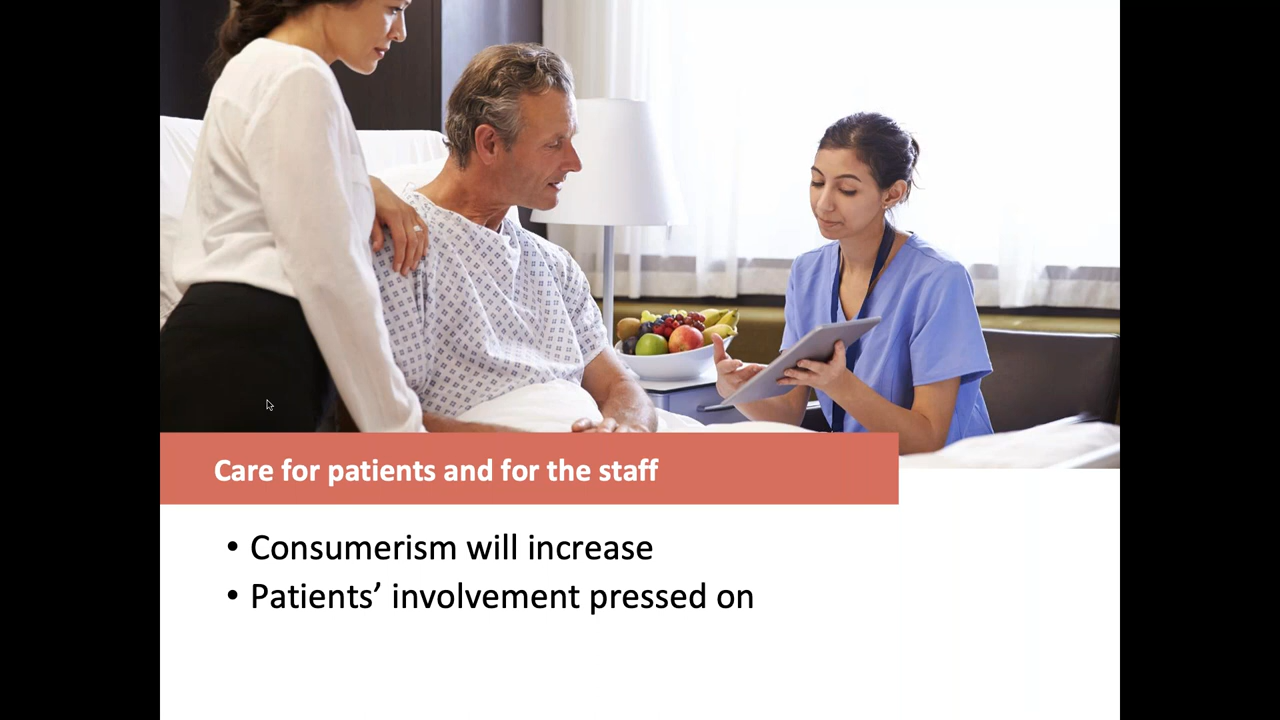 Care for patients and for the staff
• Consumerism will increase
• Patients’ involvement pressed on